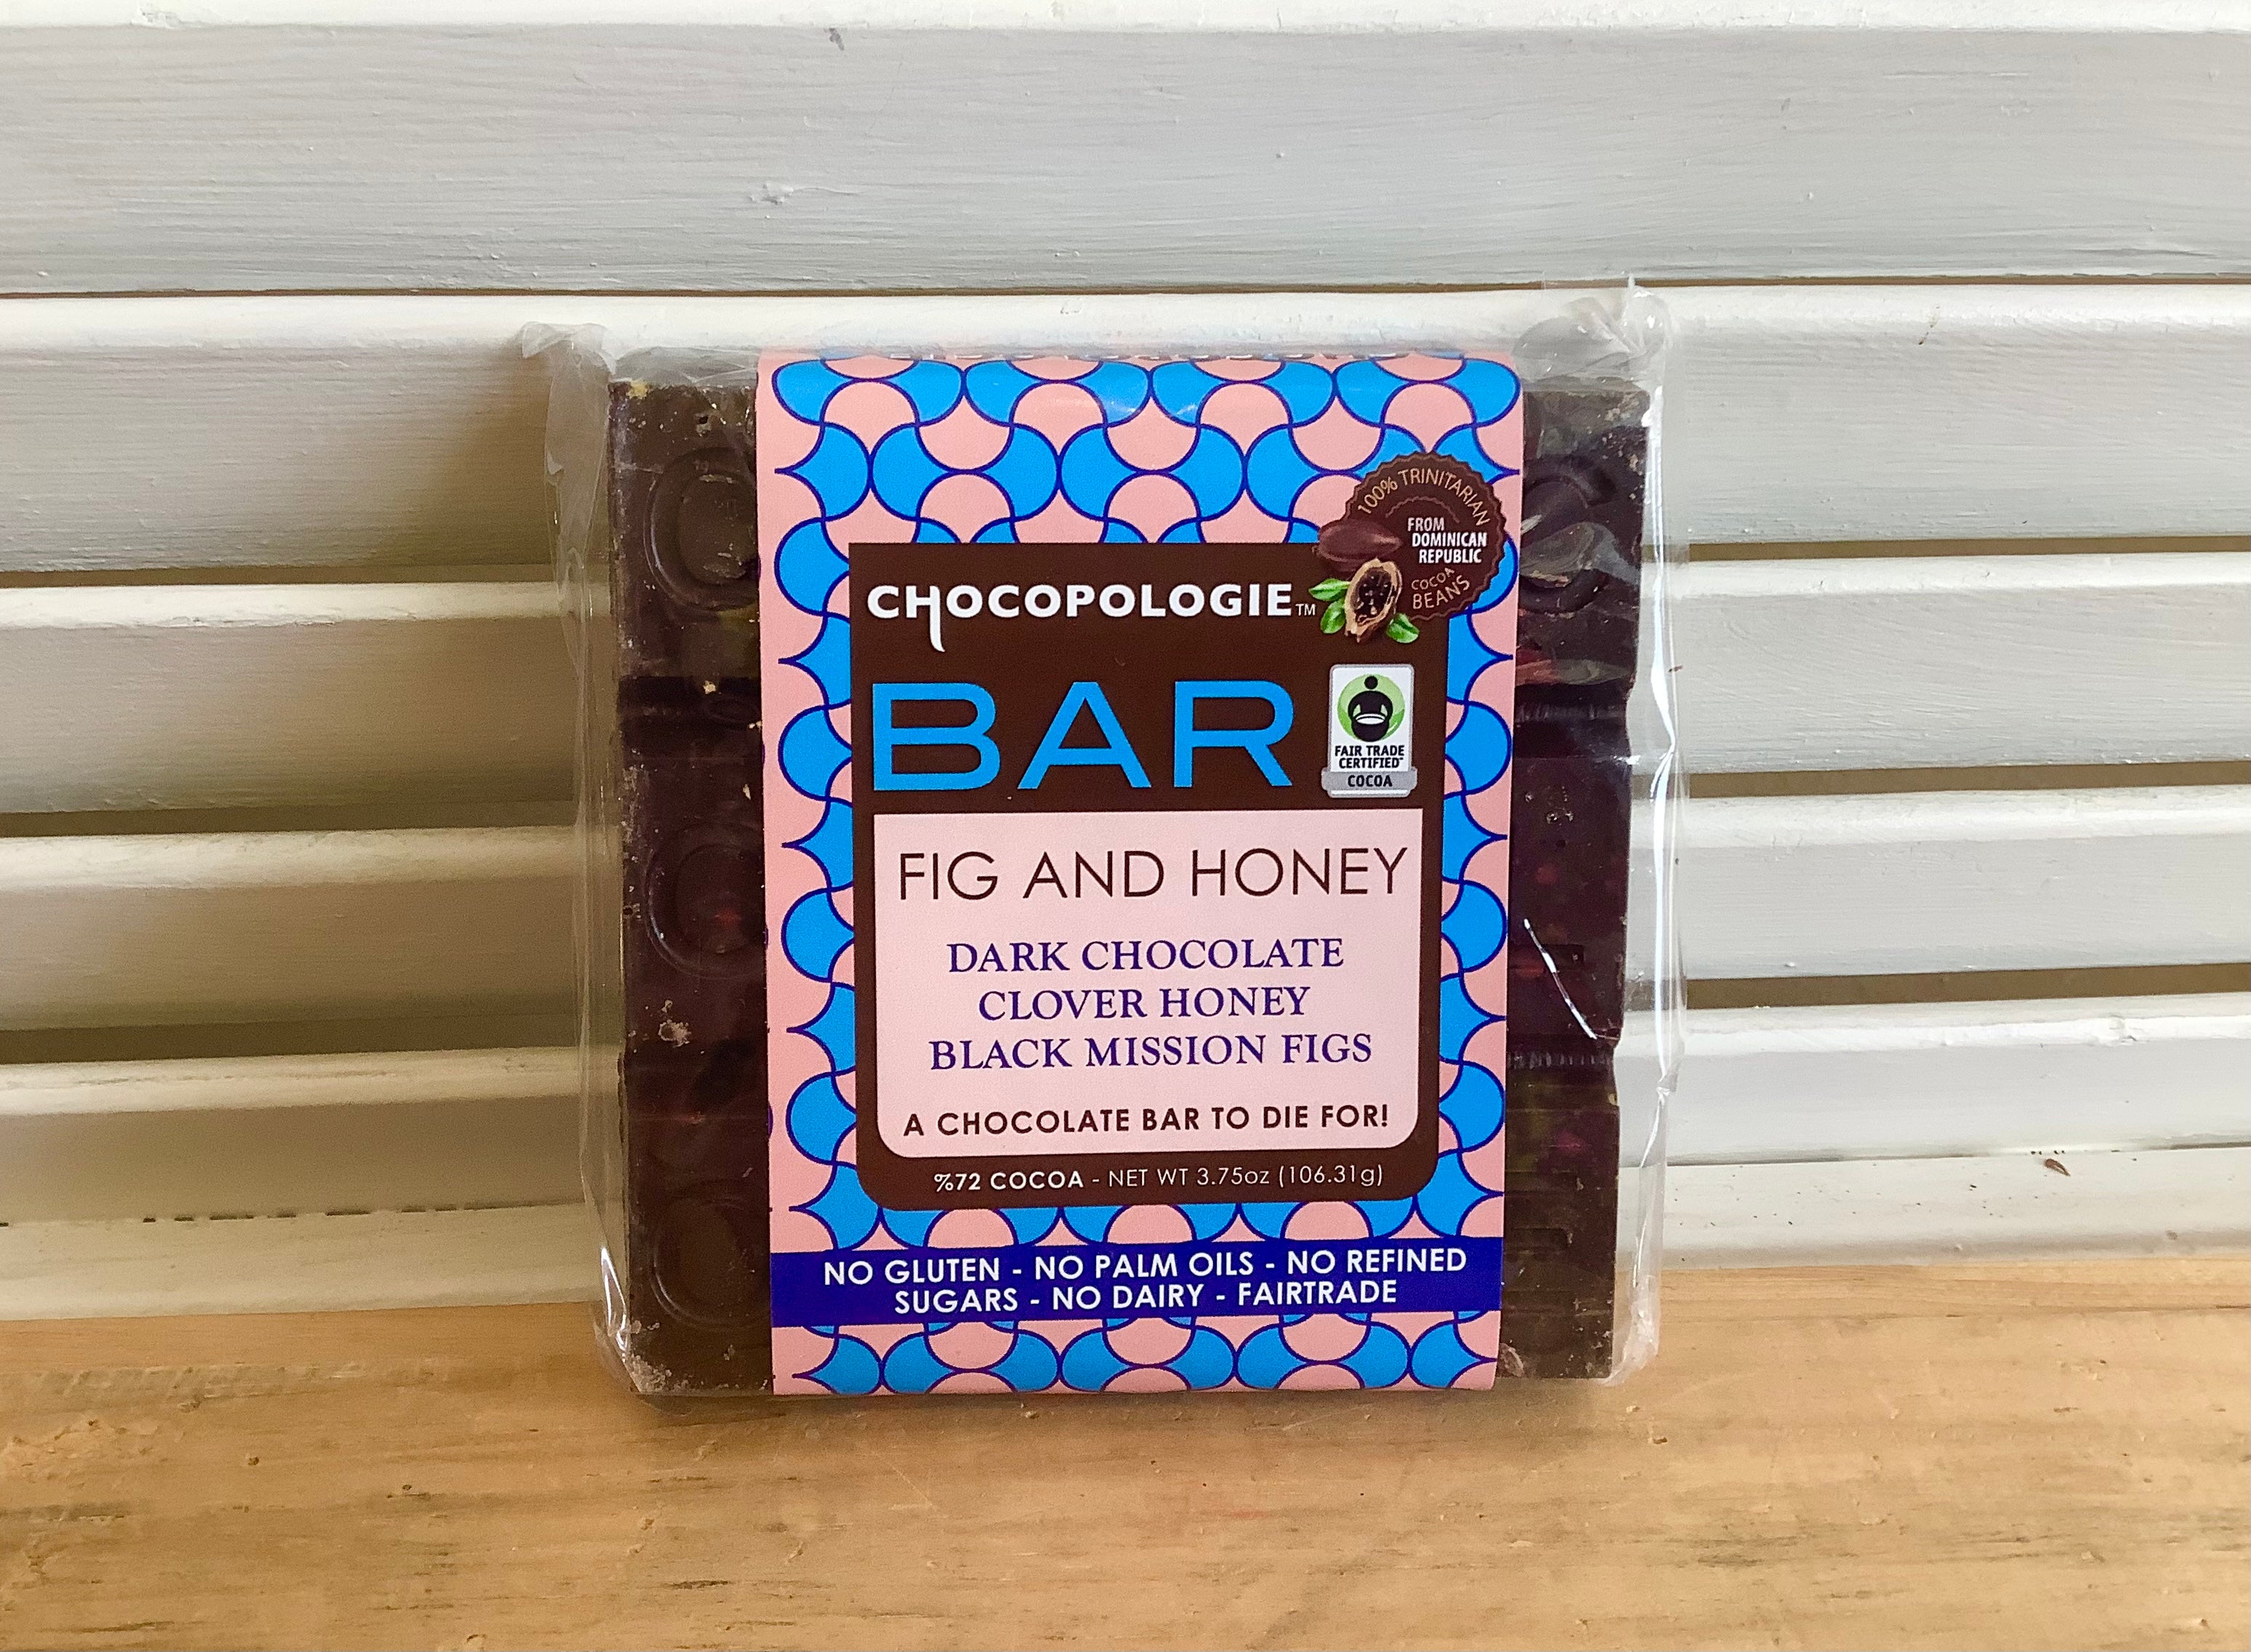 100% TRINITARIAN
FROM
DOMINICAN
REPUBLIC
COCOA
BEANS
CHOCOPOLOGIE™
BAR
FAIR TRADE
CERTIFIED™
COCOA
FIG AND HONEY
DARK CHOCOLATE
CLOVER HONEY
BLACK MISSION FIGS
A CHOCOLATE BAR TO DIE FOR!
%72 COCOA - NET WT 3.75oz (106.31g)
NO GLUTEN - NO PALM OILS - NO REFINED
SUGARS - NO DAIRY - FAIRTRADE